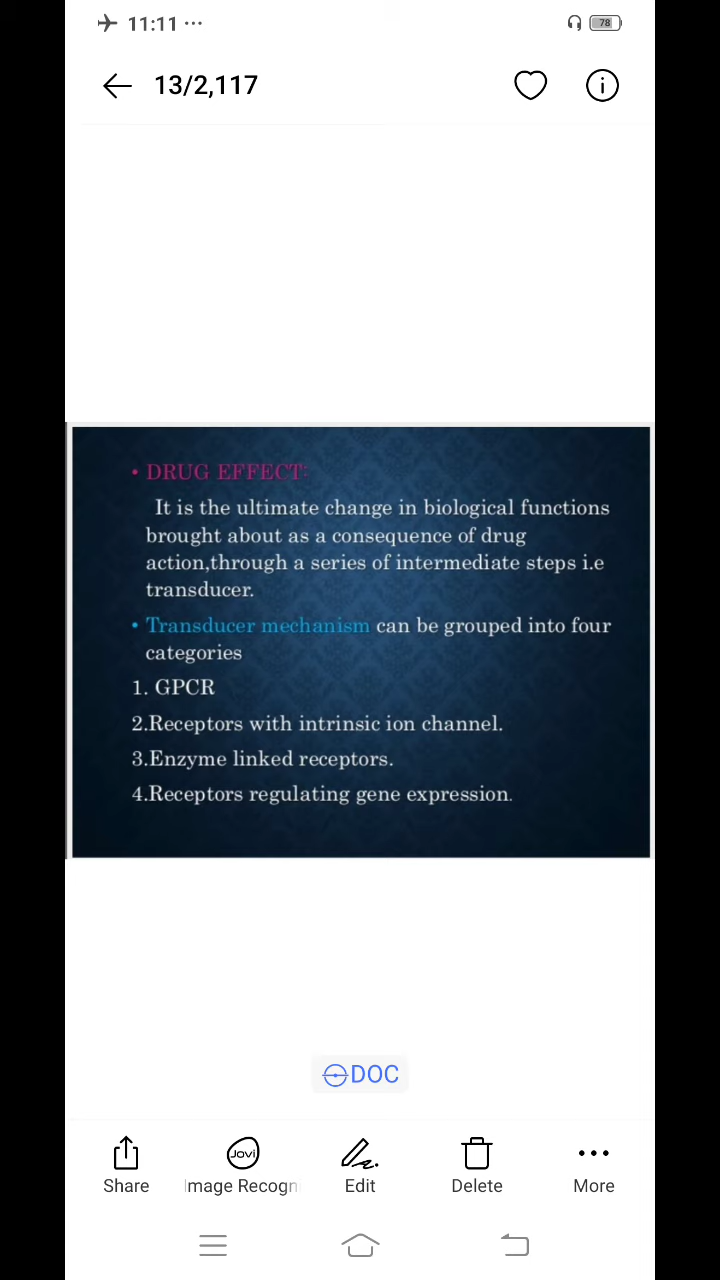 11:11 ...
78
13/2,117
• DRUG EFFECT:
It is the ultimate change in biological functions
brought about as a consequence of drug
action,through a series of intermediate steps i.e
transducer.
• Transducer mechanism can be grouped into four
categories
1. GPCR
2.Receptors with intrinsic ion channel.
3.Enzyme linked receptors.
4.Receptors regulating gene expression.
DOC
Jovi
Share mage Recogn Edit Delete More